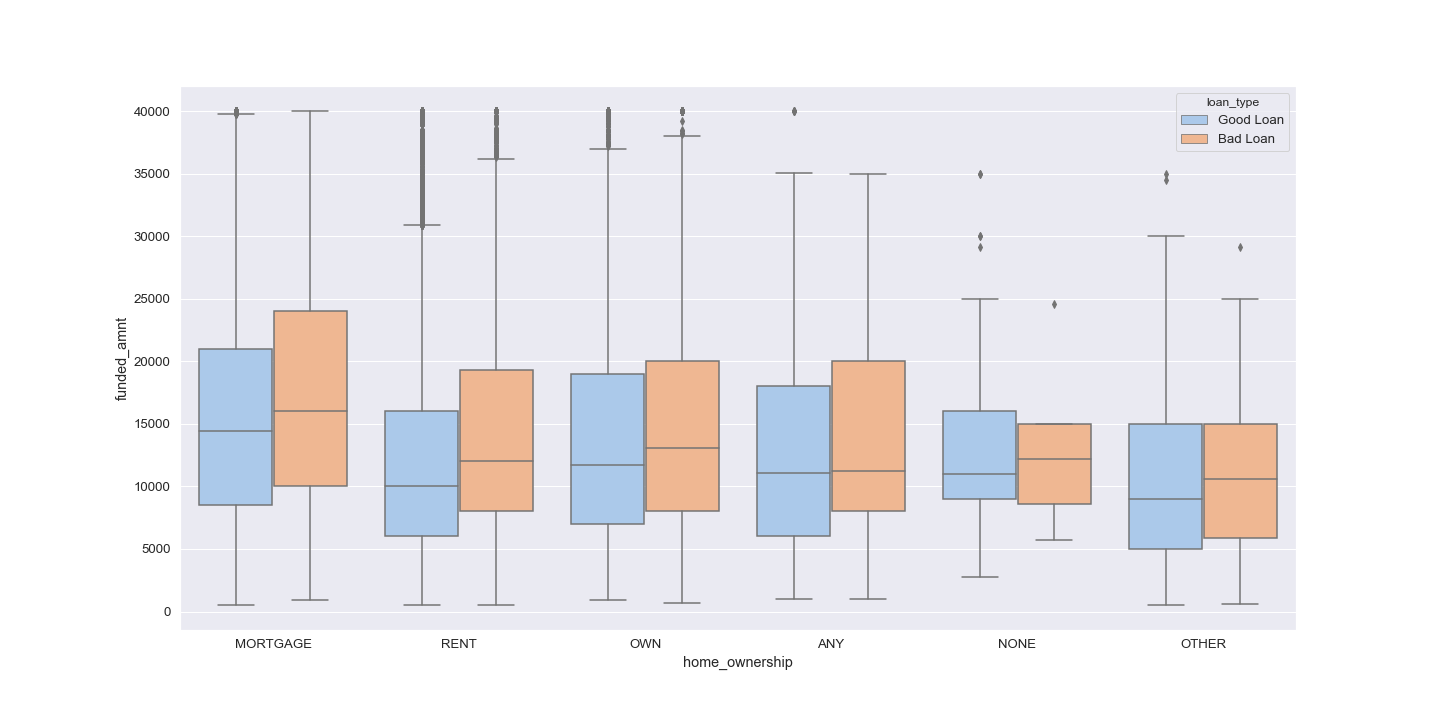 loan_type
Good Loan
Bad Loan
funded_amnt
40000
35000
30000
25000
20000
15000
10000
5000
0
MORTGAGE RENT OWN ANY NONE OTHER
home_ownership